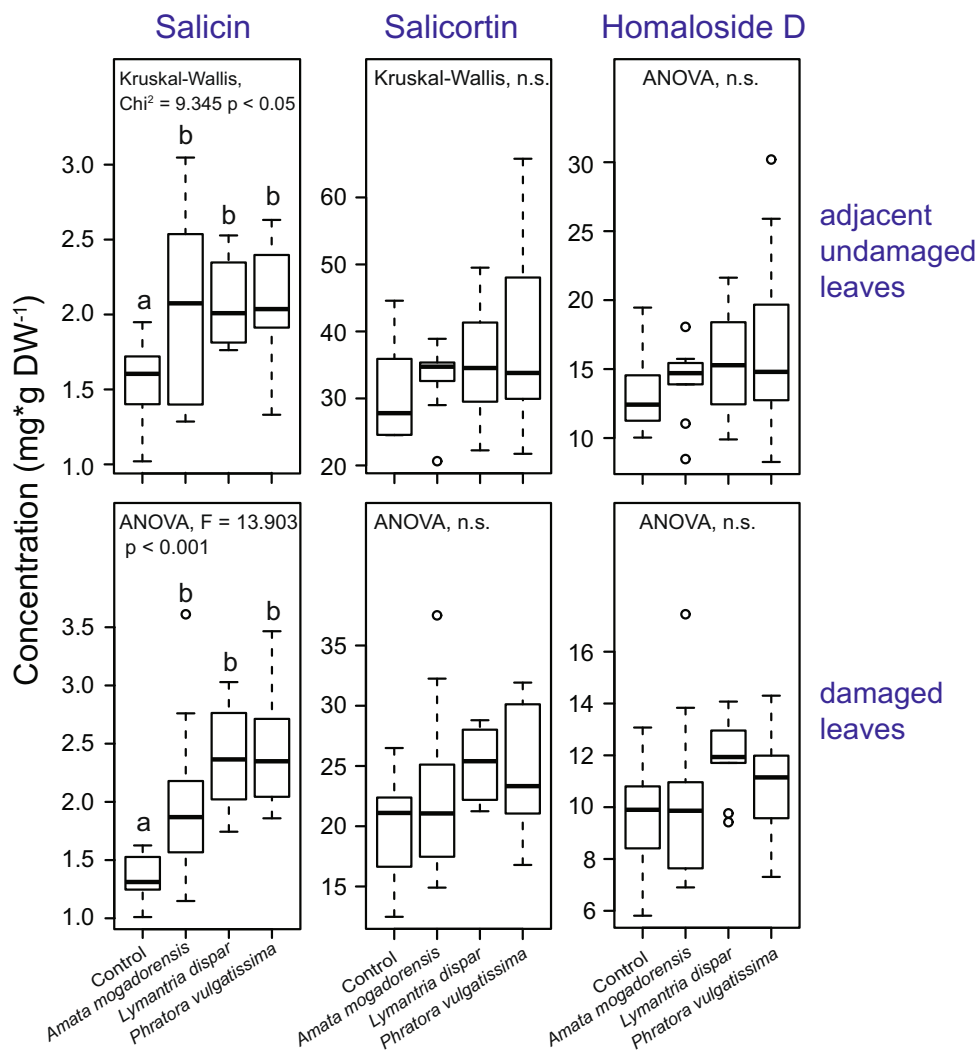 Salicin
Salicortin
Homaloside D
Concentration (mg*g DW⁻¹)
Kruskal-Wallis,
Chi² = 9.345 p < 0.05
3.0
2.5
2.0
1.5
1.0
a
b
b
b
Kruskal-Wallis, n.s.
60
50
40
30
20
ANOVA, n.s.
30
25
20
15
10
adjacent
undamaged
leaves
ANOVA, F = 13.903
p < 0.001
3.5
3.0
2.5
2.0
1.5
1.0
a
b
b
b
ANOVA, n.s.
35
30
25
20
15
ANOVA, n.s.
16
14
12
10
8
6
damaged
leaves
Control
Amata mogadorensis
Lymantria dispar
Phratora vulgatissima
Control
Amata mogadorensis
Lymantria dispar
Phratora vulgatissima
Control
Amata mogadorensis
Lymantria dispar
Phratora vulgatissima